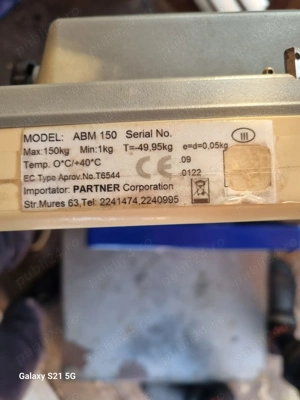 MODEL: ABM 150 Serial No.
III
Max:150kg Min:1kg T=-49,95kg e=d=0,05kg
Temp. O°C/+40°C
CE .09
0122
EC Type Aprov.No.T6544
Importator: PARTNER Corporation
Str.Mures 63,Tel: 2241474,2240995
Galaxy S21 5G